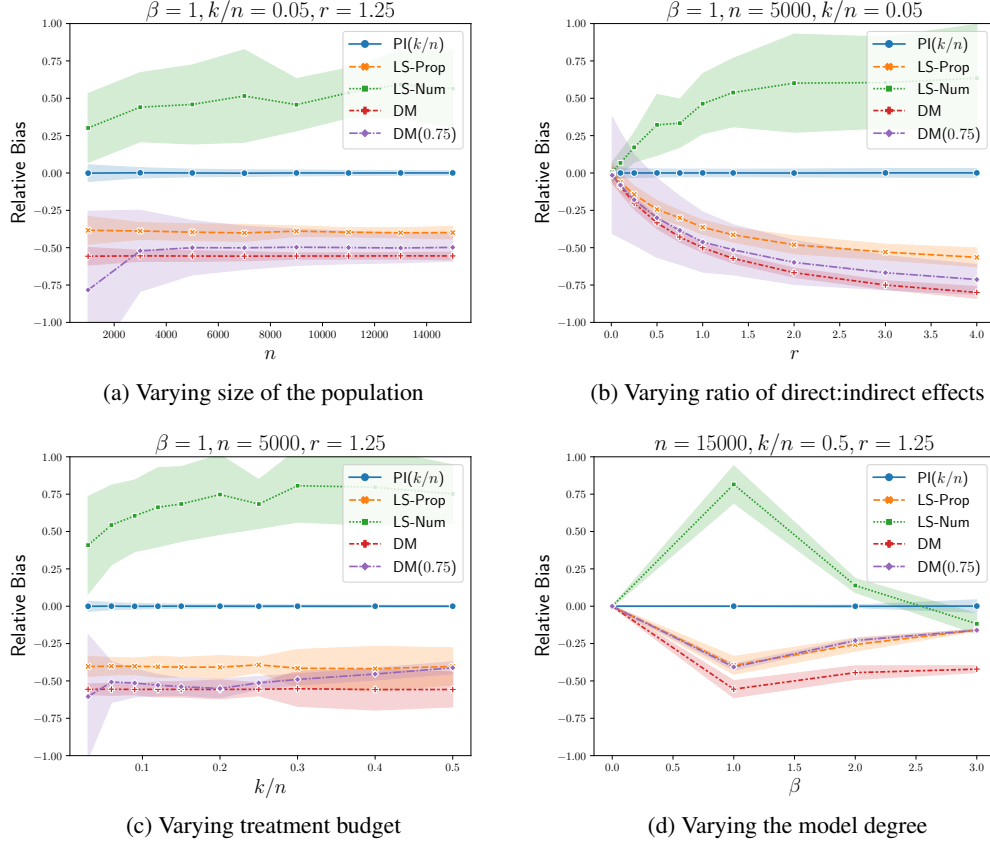 β = 1, k/n = 0.05, r = 1.25
Relative Bias
1.00
0.75
0.50
0.25
0.00
−0.25
−0.50
−0.75
−1.00
PI(k/n)
LS-Prop
LS-Num
DM
DM(0.75)
2000 4000 6000 8000 10000 12000 14000
n
(a) Varying size of the population
β = 1, n = 5000, k/n = 0.05
Relative Bias
1.00
0.75
0.50
0.25
0.00
−0.25
−0.50
−0.75
−1.00
PI(k/n)
LS-Prop
LS-Num
DM
DM(0.75)
0.0 0.5 1.0 1.5 2.0 2.5 3.0 3.5 4.0
r
(b) Varying ratio of direct:indirect effects
β = 1, n = 5000, r = 1.25
Relative Bias
1.00
0.75
0.50
0.25
0.00
−0.25
−0.50
−0.75
−1.00
PI(k/n)
LS-Prop
LS-Num
DM
DM(0.75)
0.1 0.2 0.3 0.4 0.5
k/n
(c) Varying treatment budget
n = 15000, k/n = 0.5, r = 1.25
Relative Bias
1.00
0.75
0.50
0.25
0.00
−0.25
−0.50
−0.75
−1.00
PI(k/n)
LS-Prop
LS-Num
DM
DM(0.75)
0.0 0.5 1.0 1.5 2.0 2.5 3.0
β
(d) Varying the model degree